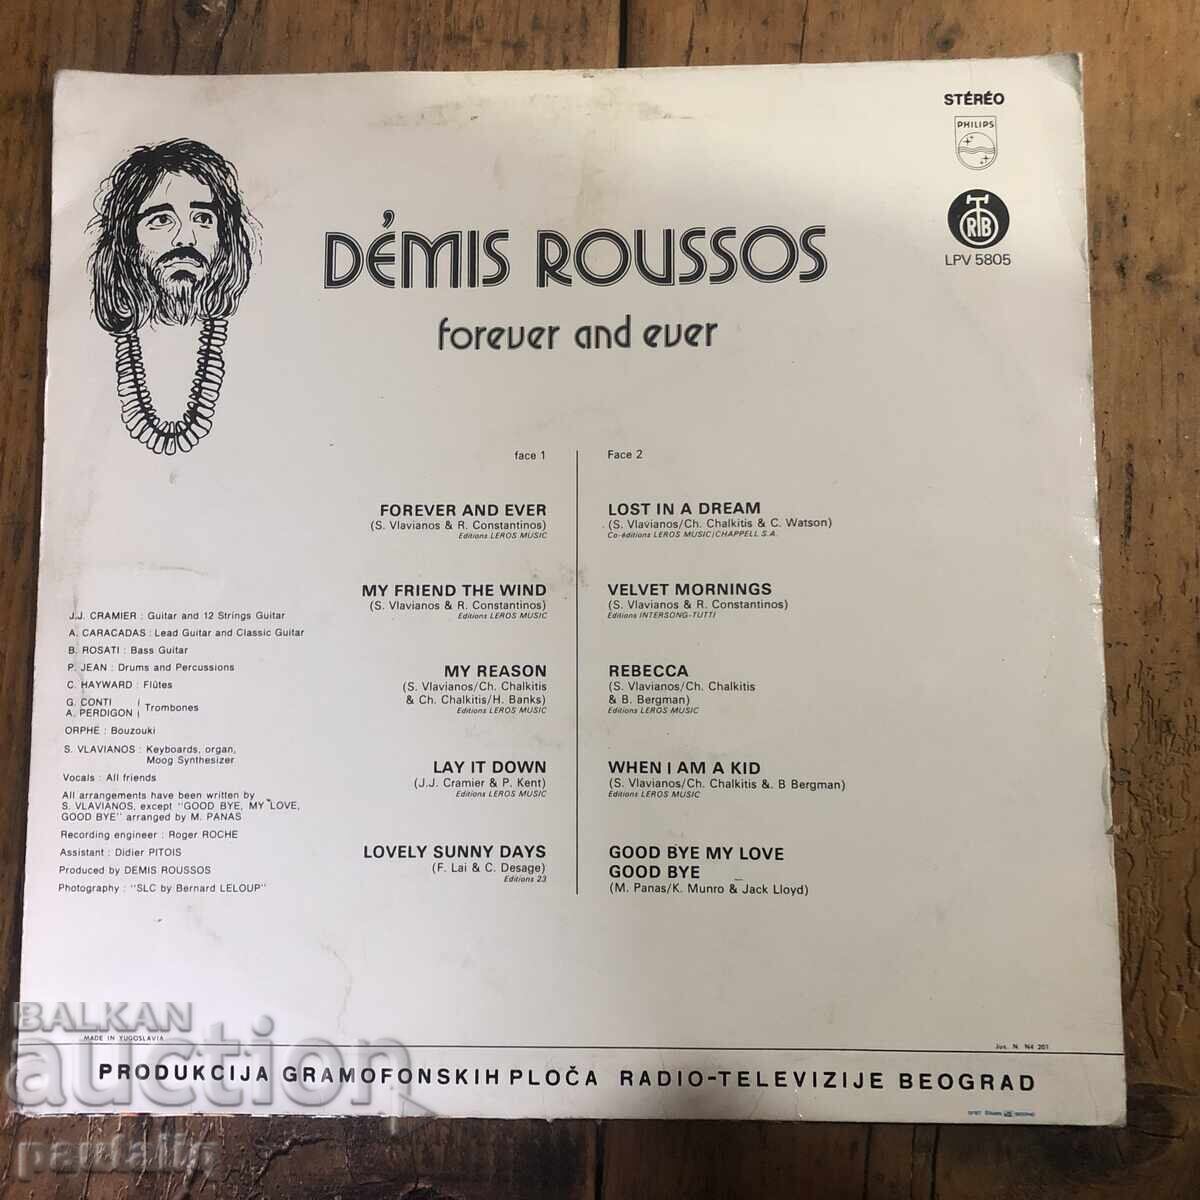 STÉRÉO
PHILIPS
RTB
LPV 5805
DÉMIS ROUSSOS
forever and ever
face 1
FOREVER AND EVER
(S. Vlavianos & R. Constantinos)
Editions LEROS MUSIC
MY FRIEND THE WIND
(S. Vlavianos & R. Constantinos)
Editions LEROS MUSIC
MY REASON
(S. Vlavianos/Ch. Chalkitis
& Ch. Chalkitis/H. Banks)
Editions LEROS MUSIC
LAY IT DOWN
(J.J. Cramier & P. Kent)
Editions LEROS MUSIC
LOVELY SUNNY DAYS
(F. Lai & C. Desage)
Editions 23
Face 2
LOST IN A DREAM
(S. Vlavianos/Ch. Chalkitis & C. Watson)
Co-éditions LEROS MUSIC/CHAPPELL S.A.
VELVET MORNINGS
(S. Vlavianos & R. Constantinos)
Editions INTERSONG-TUTTI
REBECCA
(S. Vlavianos/Ch. Chalkitis
& B. Bergman)
Editions LEROS MUSIC
WHEN I AM A KID
(S. Vlavianos/Ch. Chalkitis &. B Bergman)
Editions LEROS MUSIC
GOOD BYE MY LOVE
GOOD BYE
(M. Panas/K. Munro & Jack Lloyd)
J.J. CRAMIER : Guitar and 12 Strings Guitar
A. CARACADAS : Lead Guitar and Classic Guitar
B. ROSATI : Bass Guitar
P. JEAN : Drums and Percussions
C. HAYWARD : Flûtes
G. CONTI
A. PERDIGON
Trombones
ORPHÉ : Bouzouki
S. VLAVIANOS : Keyboards, organ,
Moog Synthesizer
Vocals : All friends
All arrangements have been written by
S. VLAVIANOS, except "GOOD BYE, MY LOVE,
GOOD BYE" arranged by M. PANAS
Recording engineer : Roger ROCHE
Assistant : Didier PITOIS
Produced by DEMIS ROUSSOS
Photography : "SLC by Bernard LELOUP"
MADE IN YUGOSLAVIA
Jus. N. N4 201
PRODUKCIJA GRAMOFONSKIH PLOČA RADIO-TELEVIZIJE BEOGRAD
BALKAN
auction